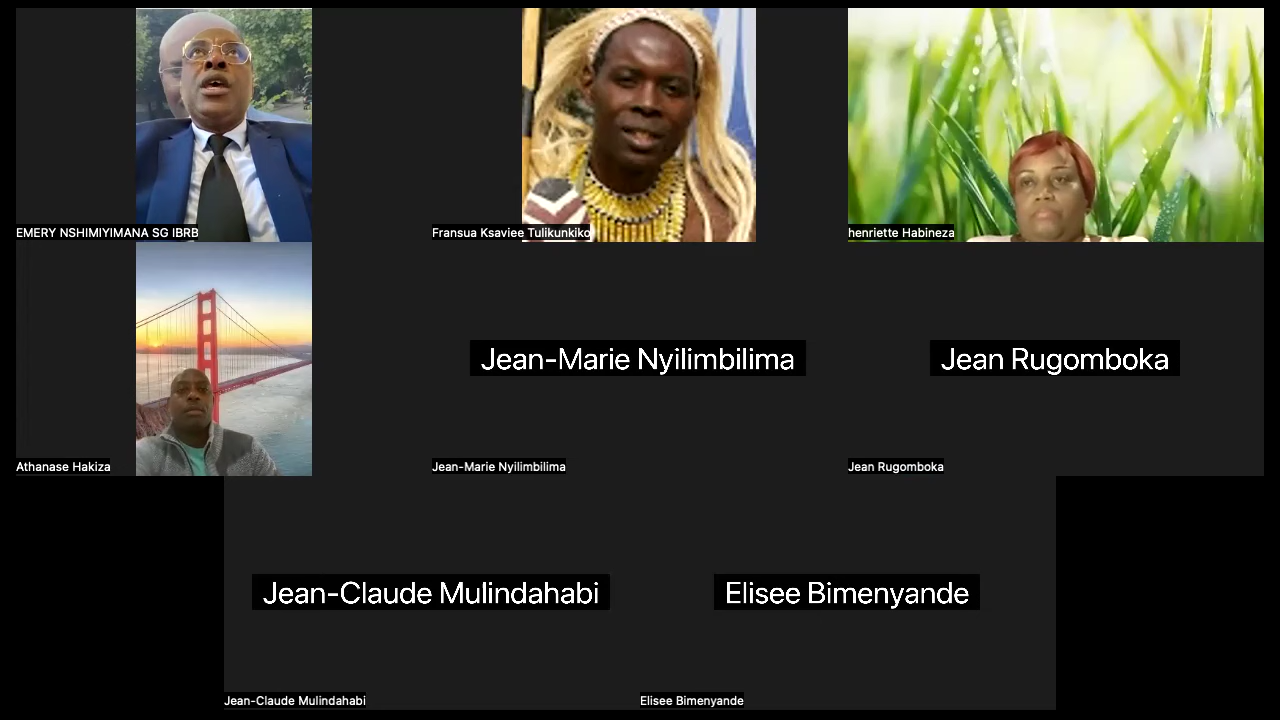 EMERY NSHIMIYIMANA SG IBRB
Fransua Ksaviee Tulikunkiko
henriette Habineza
Jean-Marie Nyilimbilima
Jean Rugomboka
Athanase Hakiza
Jean-Marie Nyilimbilima
Jean Rugomboka
Jean-Claude Mulindahabi
Elisee Bimenyande
Jean-Claude Mulindahabi
Elisee Bimenyande